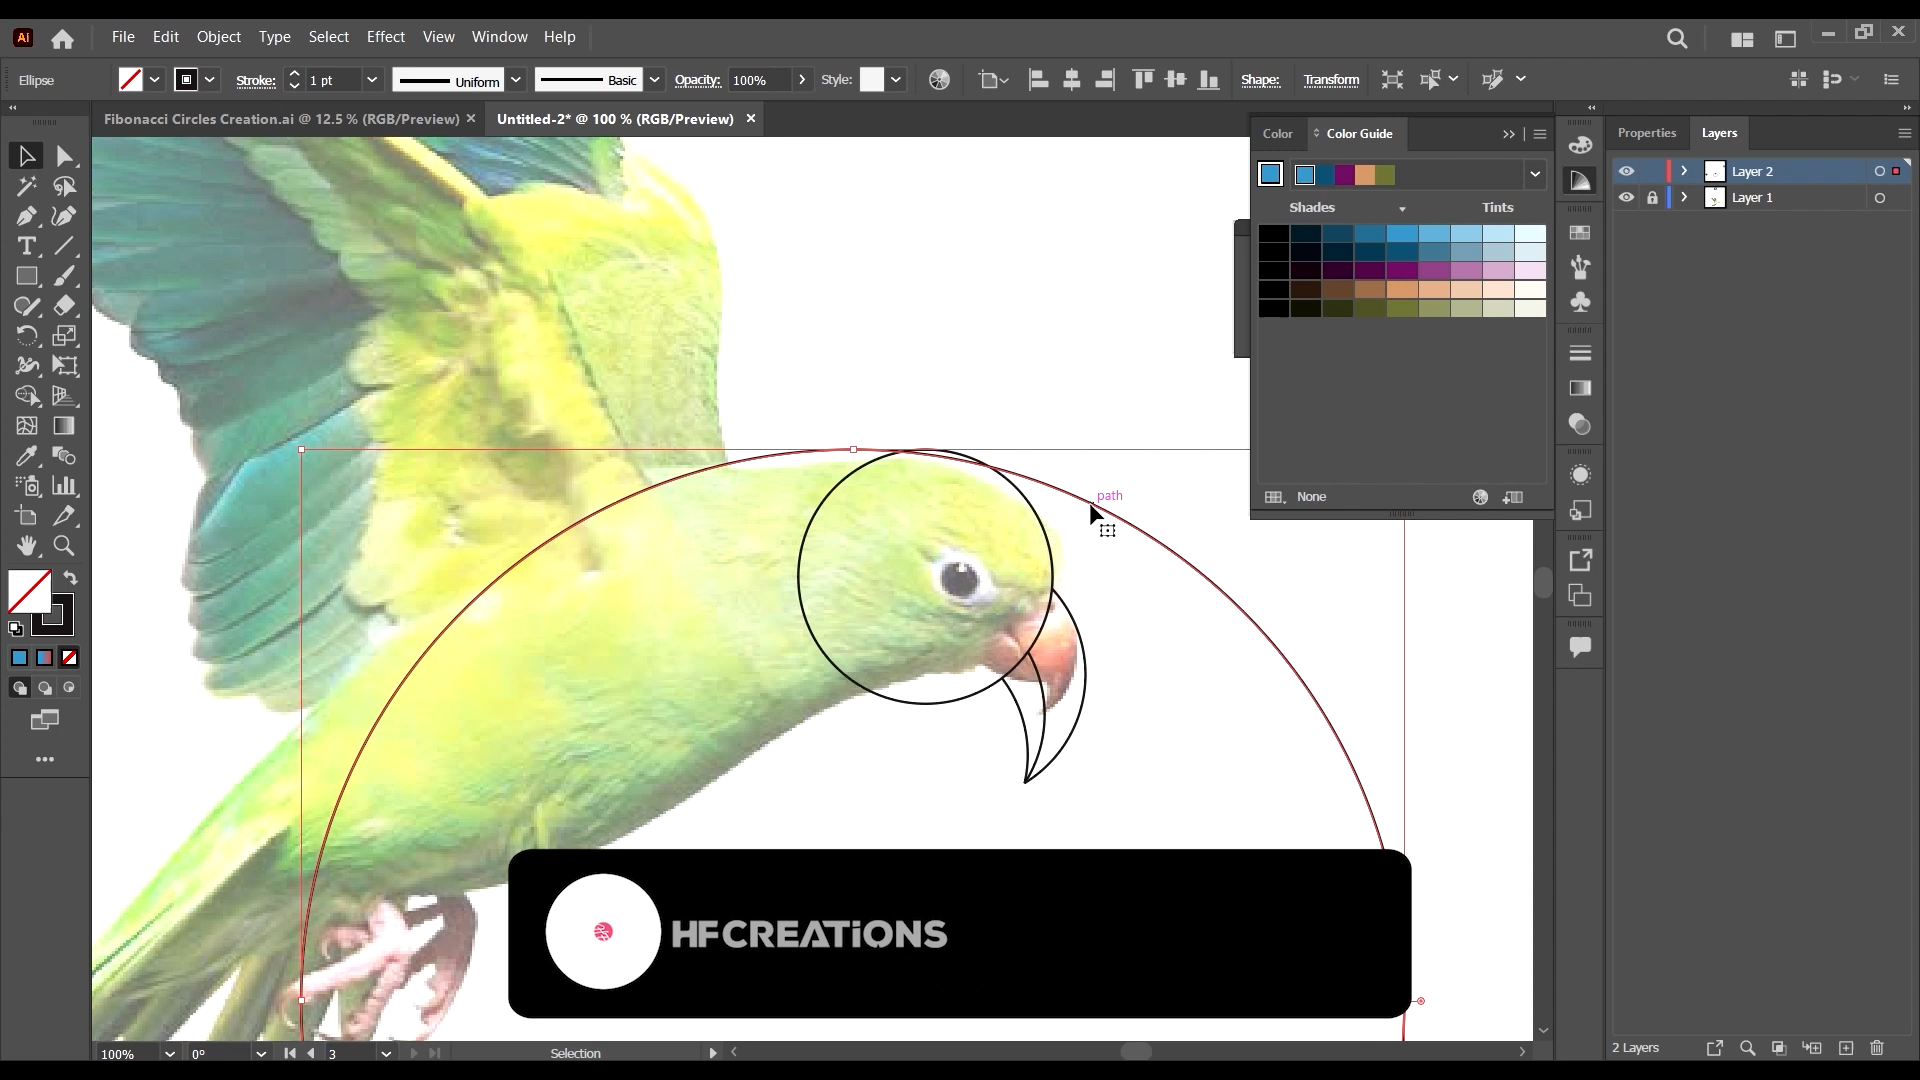 Ai File Edit Object Type Select Effect View Window Help
Ellipse Stroke: 1 pt Uniform Basic Opacity: 100% Style: Shape: Transform
Fibonacci Circles Creation.ai @ 12.5 % (RGB/Preview) Untitled-2* @ 100 % (RGB/Preview)
Color Color Guide
Properties Layers
Shades Tints
Layer 2
Layer 1
None
path
HFCREATiONS
2 Layers
100% 0° 3 Selection